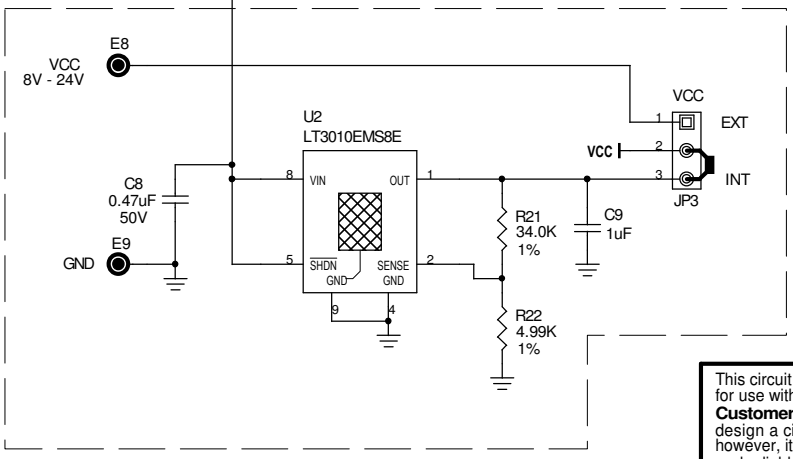 E8
VCC
8V - 24V
VCC
1
EXT
VCC
2
3
INT
JP3
U2
LT3010EMS8E
8
VIN
OUT
1
C8
0.47uF
50V
R21
34.0K
1%
C9
1uF
E9
GND
5
SHDN
SENSE
2
GND
GND
9
4
R22
4.99K
1%
This circuit
for use with
Customer
design a ci
however, it